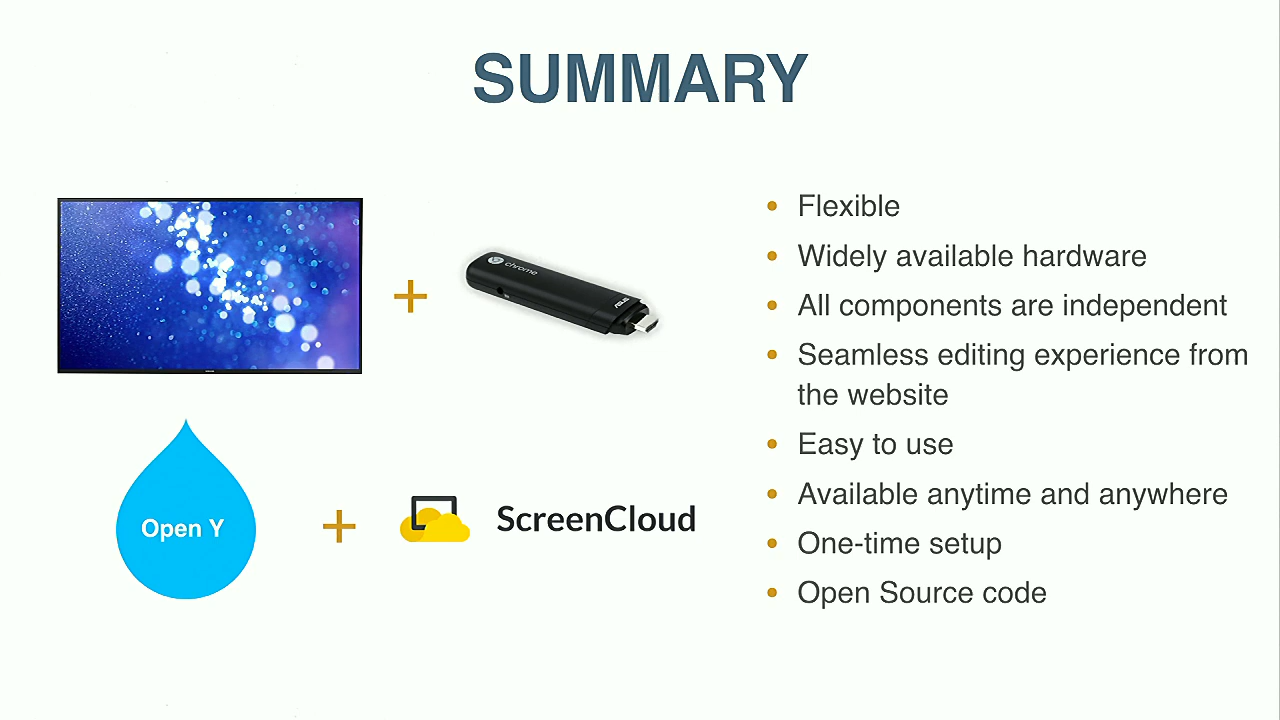 SUMMARY
chrome
ASUS
Open Y
ScreenCloud
Flexible
Widely available hardware
All components are independent
Seamless editing experience from
the website
Easy to use
Available anytime and anywhere
One-time setup
Open Source code